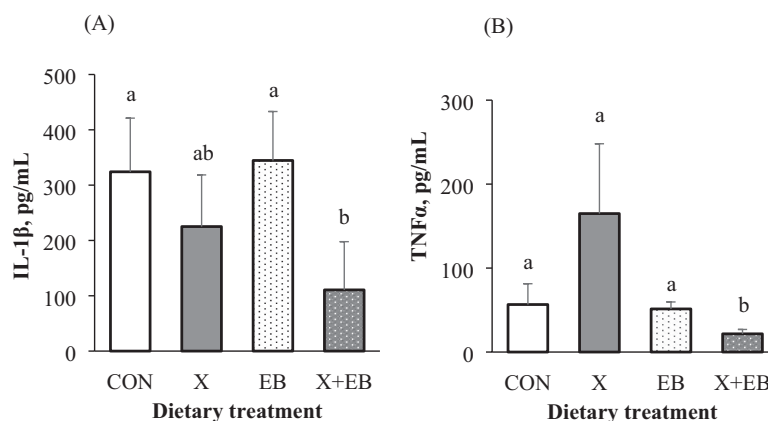 (A)
IL-1β, pg/mL
500
400
300
200
100
0
a
ab
a
b
CON X EB X+EB
Dietary treatment
(B)
TNFα, pg/mL
300
200
100
0
a
a
a
b
CON X EB X+EB
Dietary treatment